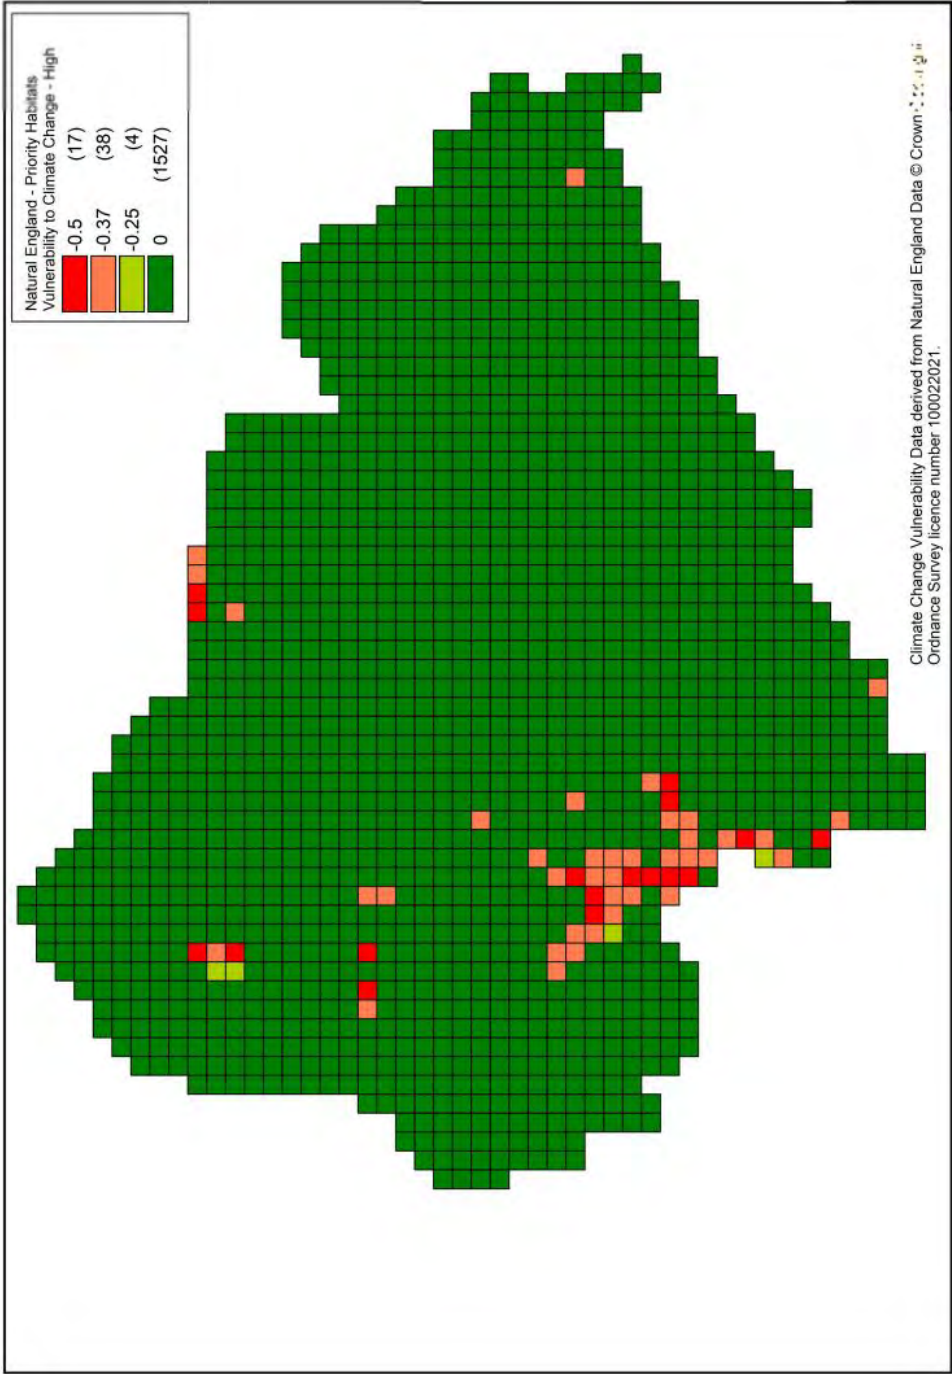 Natural England - Priority Habitats
Vulnerability to Climate Change - High
-0.5 (17)
-0.37 (38)
-0.25 (4)
0 (1527)
Climate Change Vulnerability Data derived from Natural England Data © Crown
Ordnance Survey licence number 100022021.